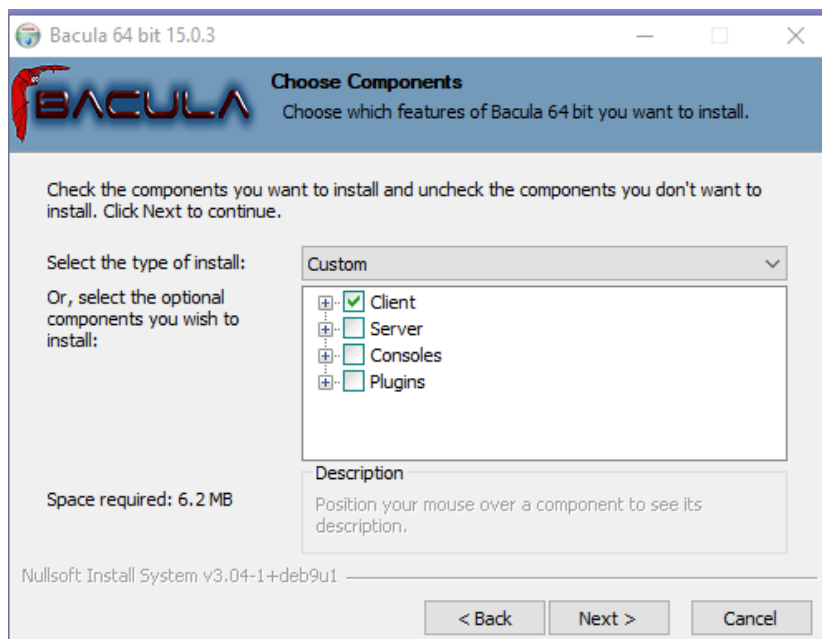 Bacula 64 bit 15.0.3
BACULA
Choose Components
Choose which features of Bacula 64 bit you want to install.
Check the components you want to install and uncheck the components you don't want to
install. Click Next to continue.
Select the type of install:
Custom
Or, select the optional
components you wish to
install:
Client
Server
Consoles
Plugins
Space required: 6.2 MB
Description
Position your mouse over a component to see its
description.
Nullsoft Install System v3.04-1+deb9u1
< Back
Next >
Cancel